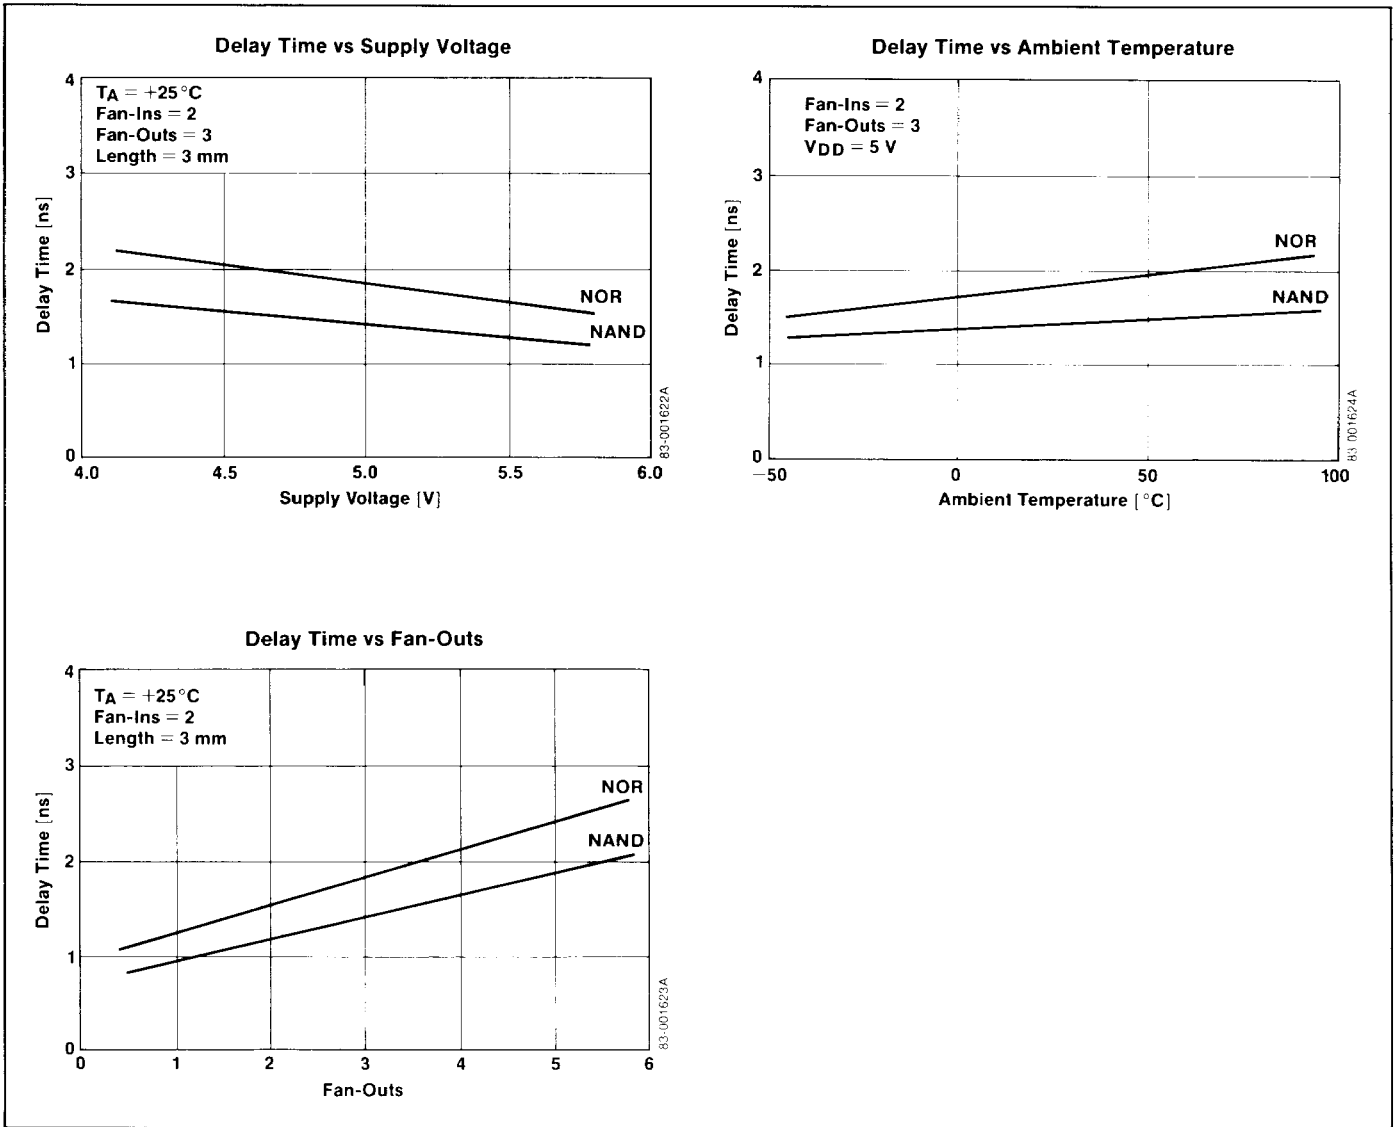 Delay Time vs Supply Voltage
4
3
2
1
0
Delay Time [ns]
TA = +25°C
Fan-Ins = 2
Fan-Outs = 3
Length = 3 mm
NOR
NAND
4.0 4.5 5.0 5.5 6.0
Supply Voltage [V]
83-001622A
Delay Time vs Ambient Temperature
4
3
2
1
0
Delay Time [ns]
Fan-Ins = 2
Fan-Outs = 3
VDD = 5 V
NOR
NAND
−50 0 50 100
Ambient Temperature [°C]
83-001624A
Delay Time vs Fan-Outs
4
3
2
1
0
Delay Time [ns]
TA = +25°C
Fan-Ins = 2
Length = 3 mm
NOR
NAND
0 1 2 3 4 5 6
Fan-Outs
83-001623A